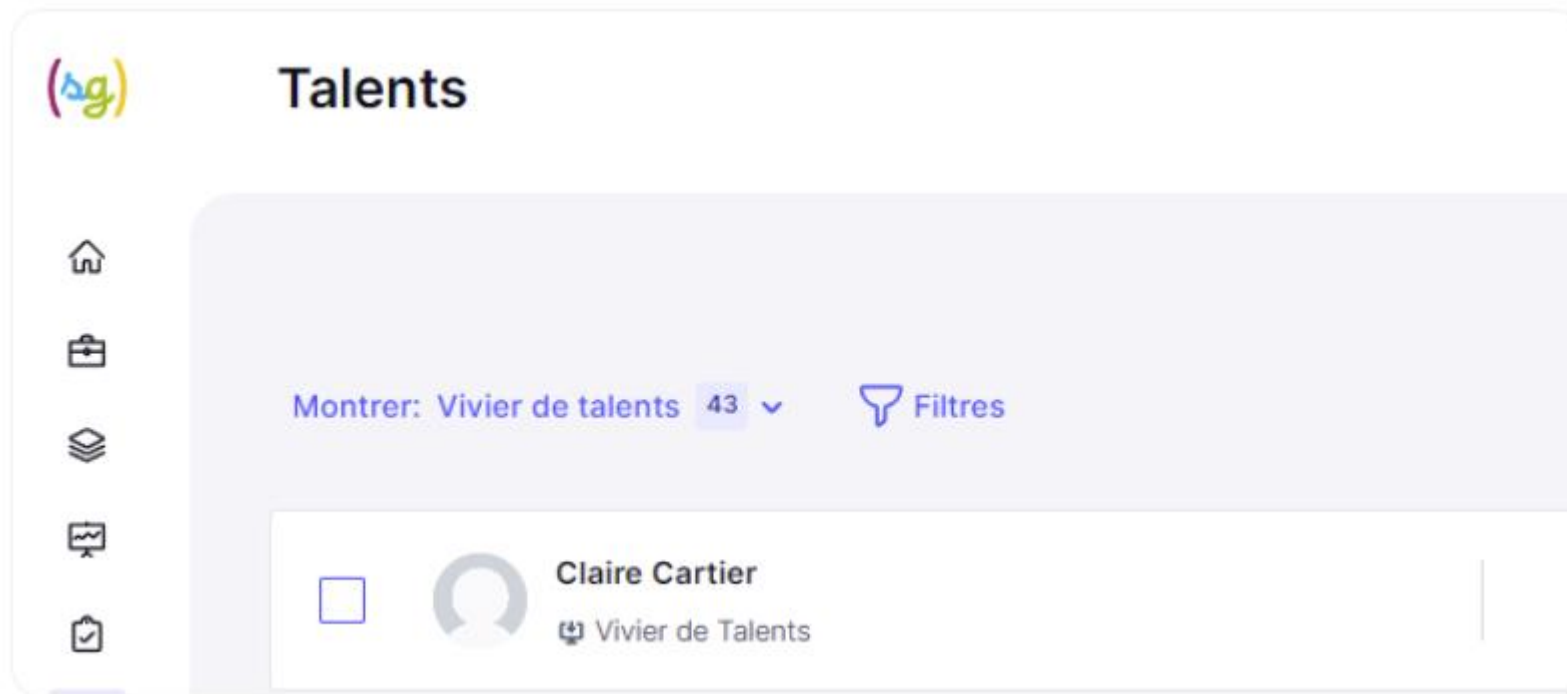 (sg)
Talents
Montrer: Vivier de talents 43 Filtres
Claire Cartier
Vivier de Talents